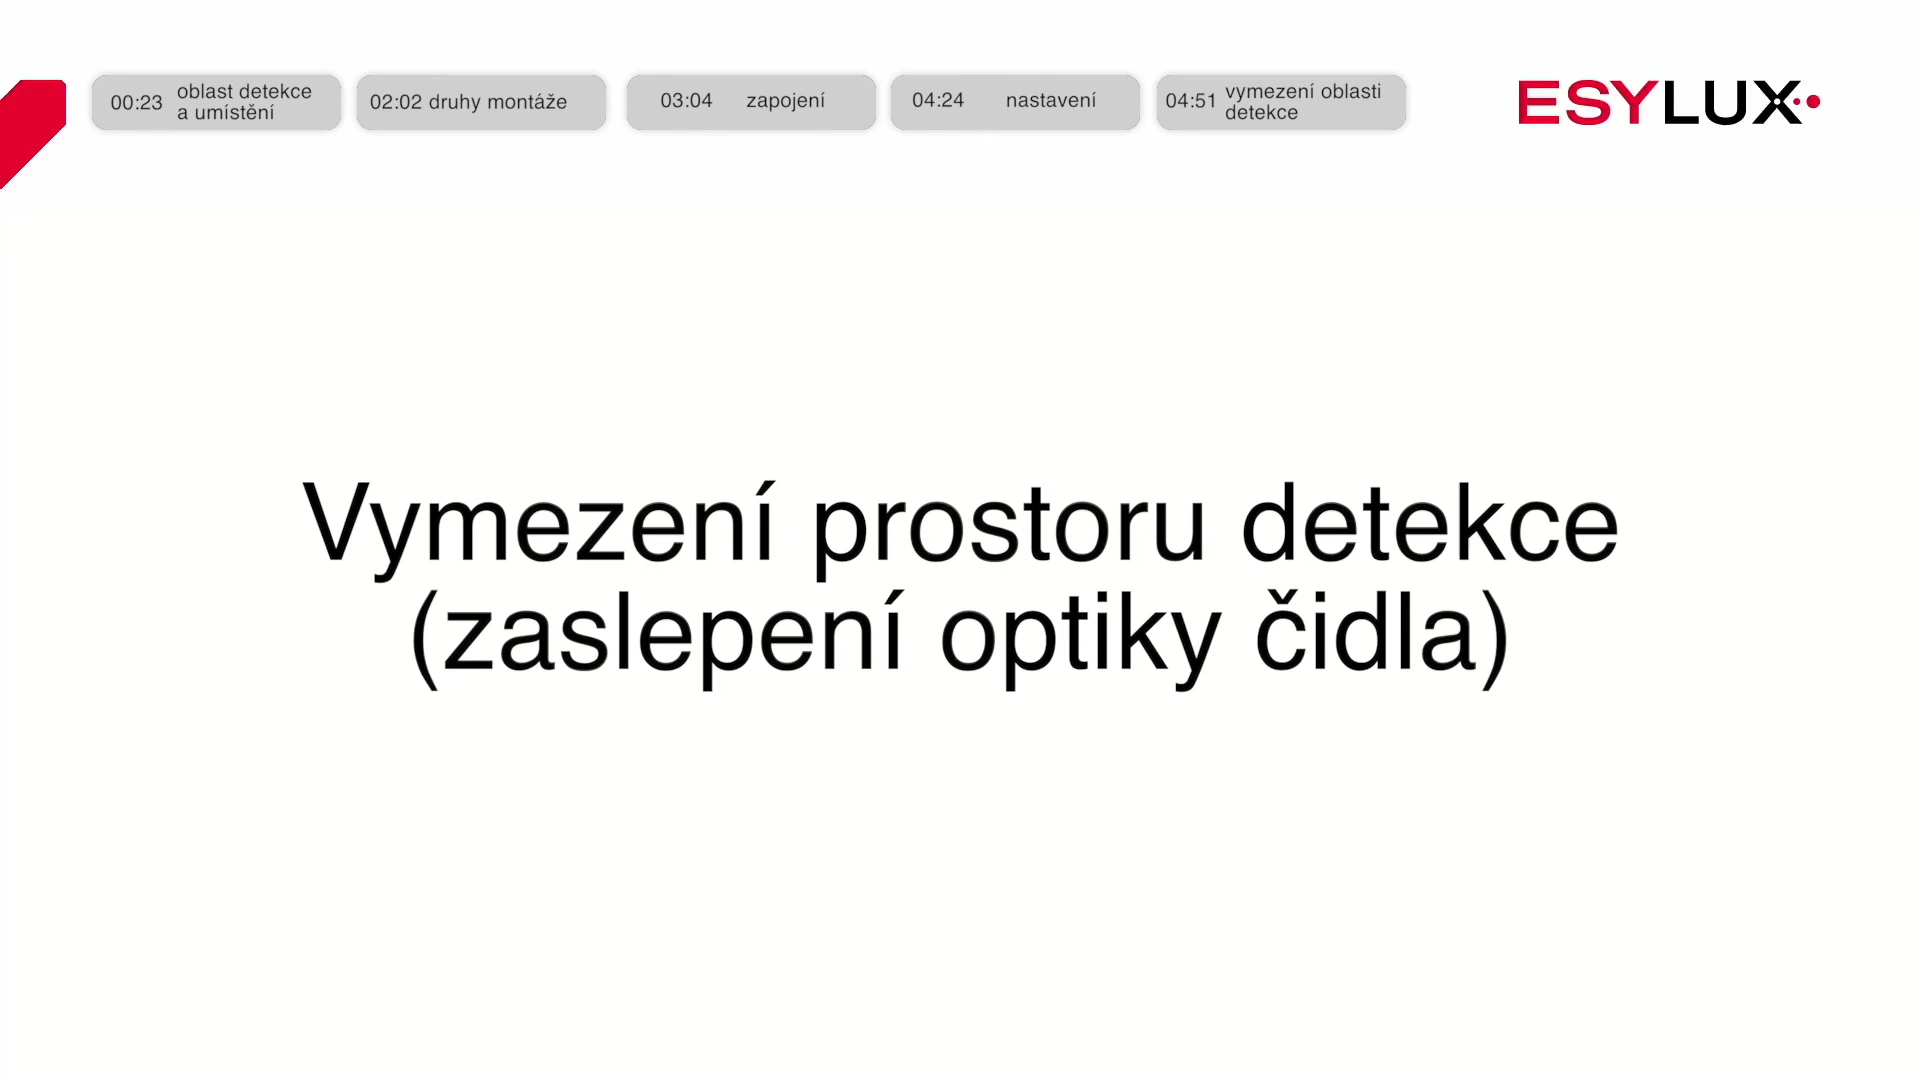 00:23 oblast detekce
a umístění
02:02 druhy montáže
03:04 zapojení
04:24 nastavení
04:51 vymezení oblasti
detekce
ESYLUX
Vymezení prostoru detekce
(zaslepení optiky čidla)